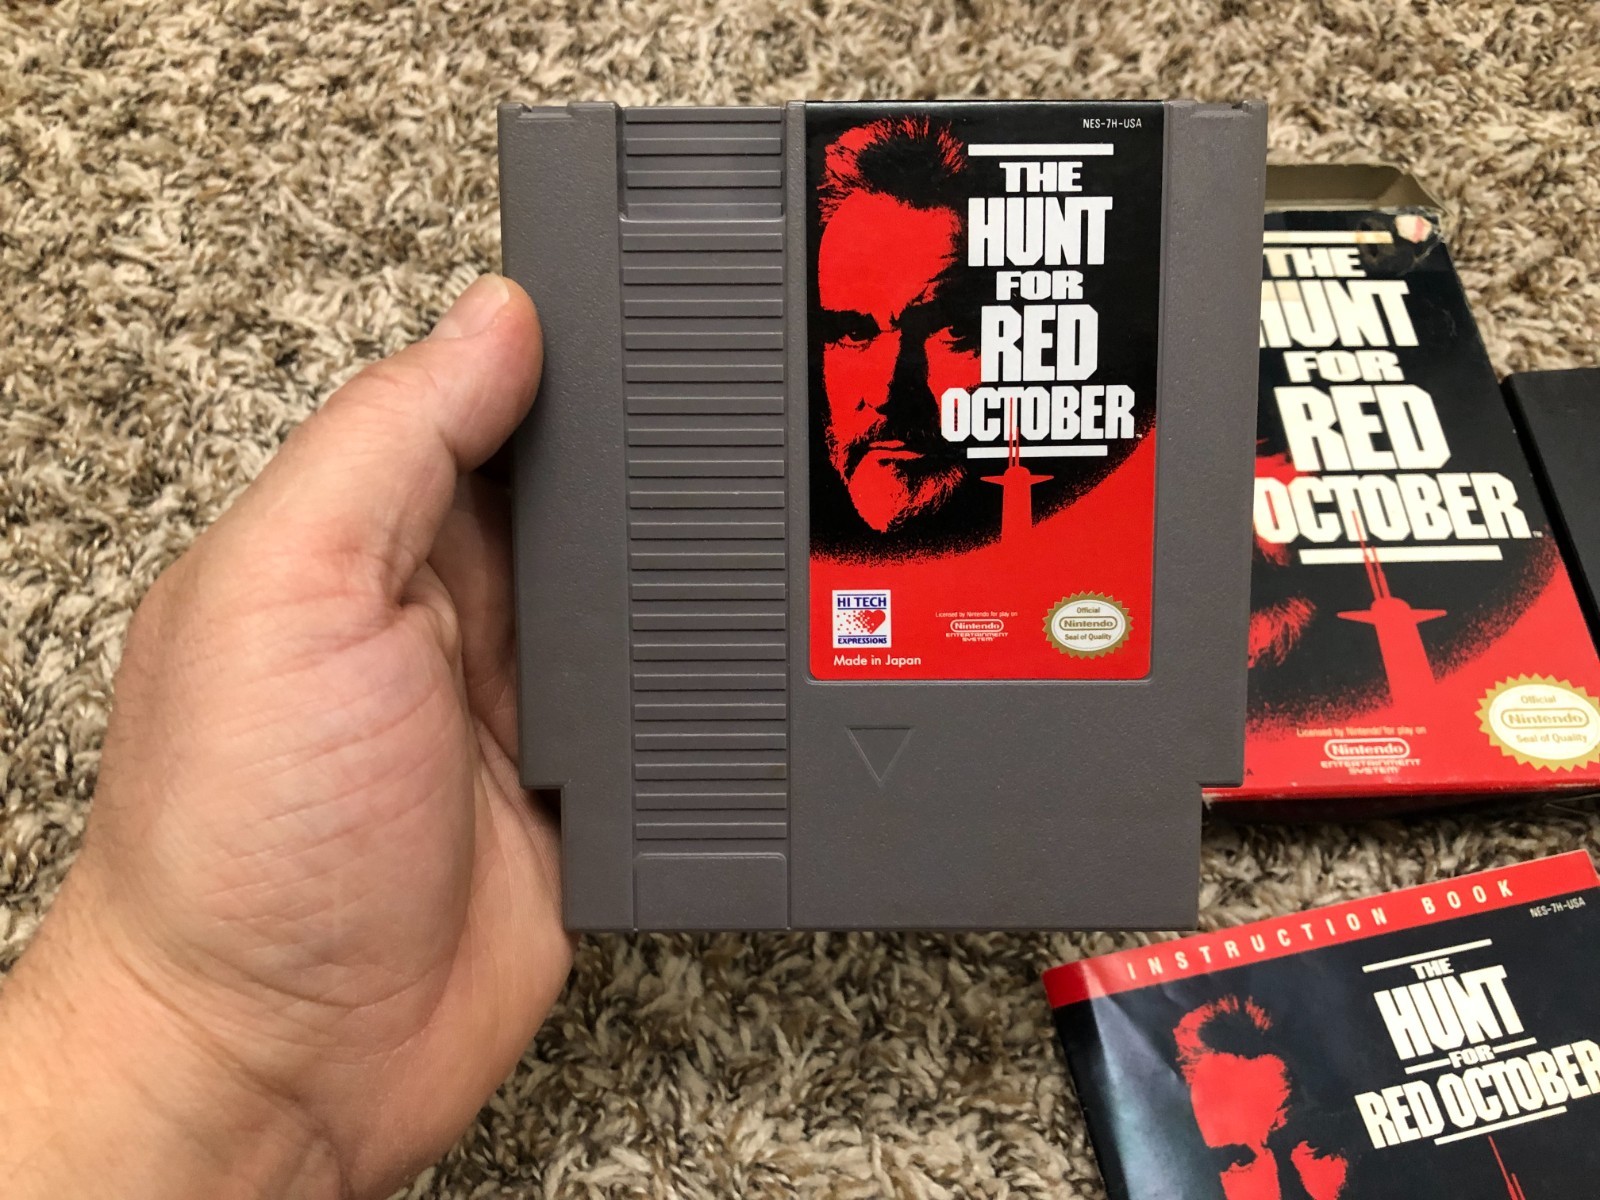 NES-7H-USA
THE
HUNT
FOR
RED
OCTOBER™
HI TECH
EXPRESSIONS
Made in Japan
Licensed by Nintendo for play on
Nintendo
ENTERTAINMENT
SYSTEM
Official
Nintendo
Seal of Quality
THE
HUNT
FOR
RED
OCTOBER™
Licensed by Nintendo for play on
Nintendo
ENTERTAINMENT
SYSTEM
Official
Nintendo
Seal of Quality
INSTRUCTION BOOK
NES-7H-USA
THE
HUNT
FOR
RED OCTOBER